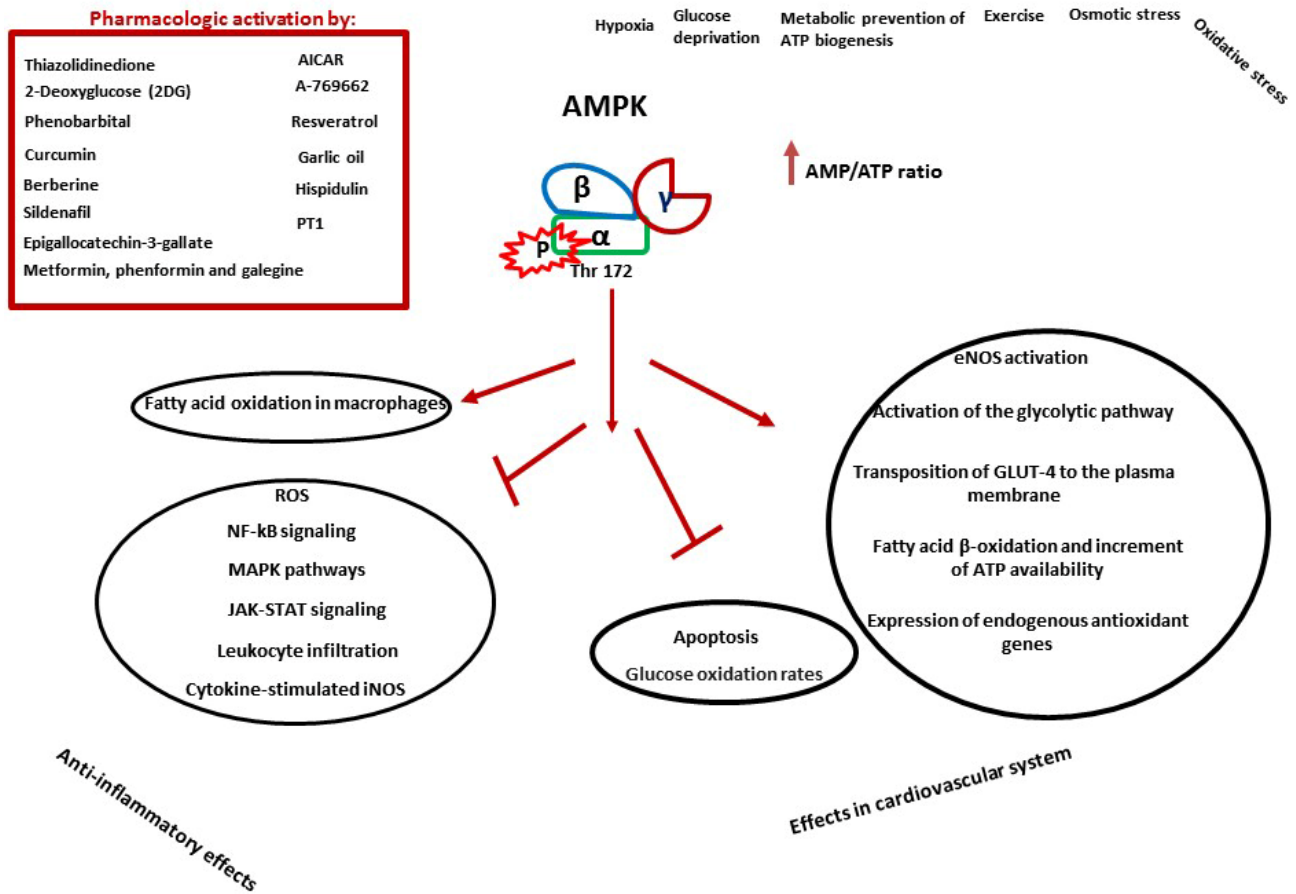 Pharmacologic activation by:
Thiazolidinedione
2-Deoxyglucose (2DG)
Phenobarbital
Curcumin
Berberine
Sildenafil
Epigallocatechin-3-gallate
Metformin, phenformin and galegine
AICAR
A-769662
Resveratrol
Garlic oil
Hispidulin
PT1
Hypoxia
Glucose
deprivation
Metabolic prevention of
ATP biogenesis
Exercise
Osmotic stress
Oxidative stress
AMPK
AMP/ATP ratio
β
γ
α
P
Thr 172
Fatty acid oxidation in macrophages
ROS
NF-kB signaling
MAPK pathways
JAK-STAT signaling
Leukocyte infiltration
Cytokine-stimulated iNOS
Apoptosis
Glucose oxidation rates
eNOS activation
Activation of the glycolytic pathway
Transposition of GLUT-4 to the plasma
membrane
Fatty acid β-oxidation and increment
of ATP availability
Expression of endogenous antioxidant
genes
Anti-inflammatory effects
Effects in cardiovascular system